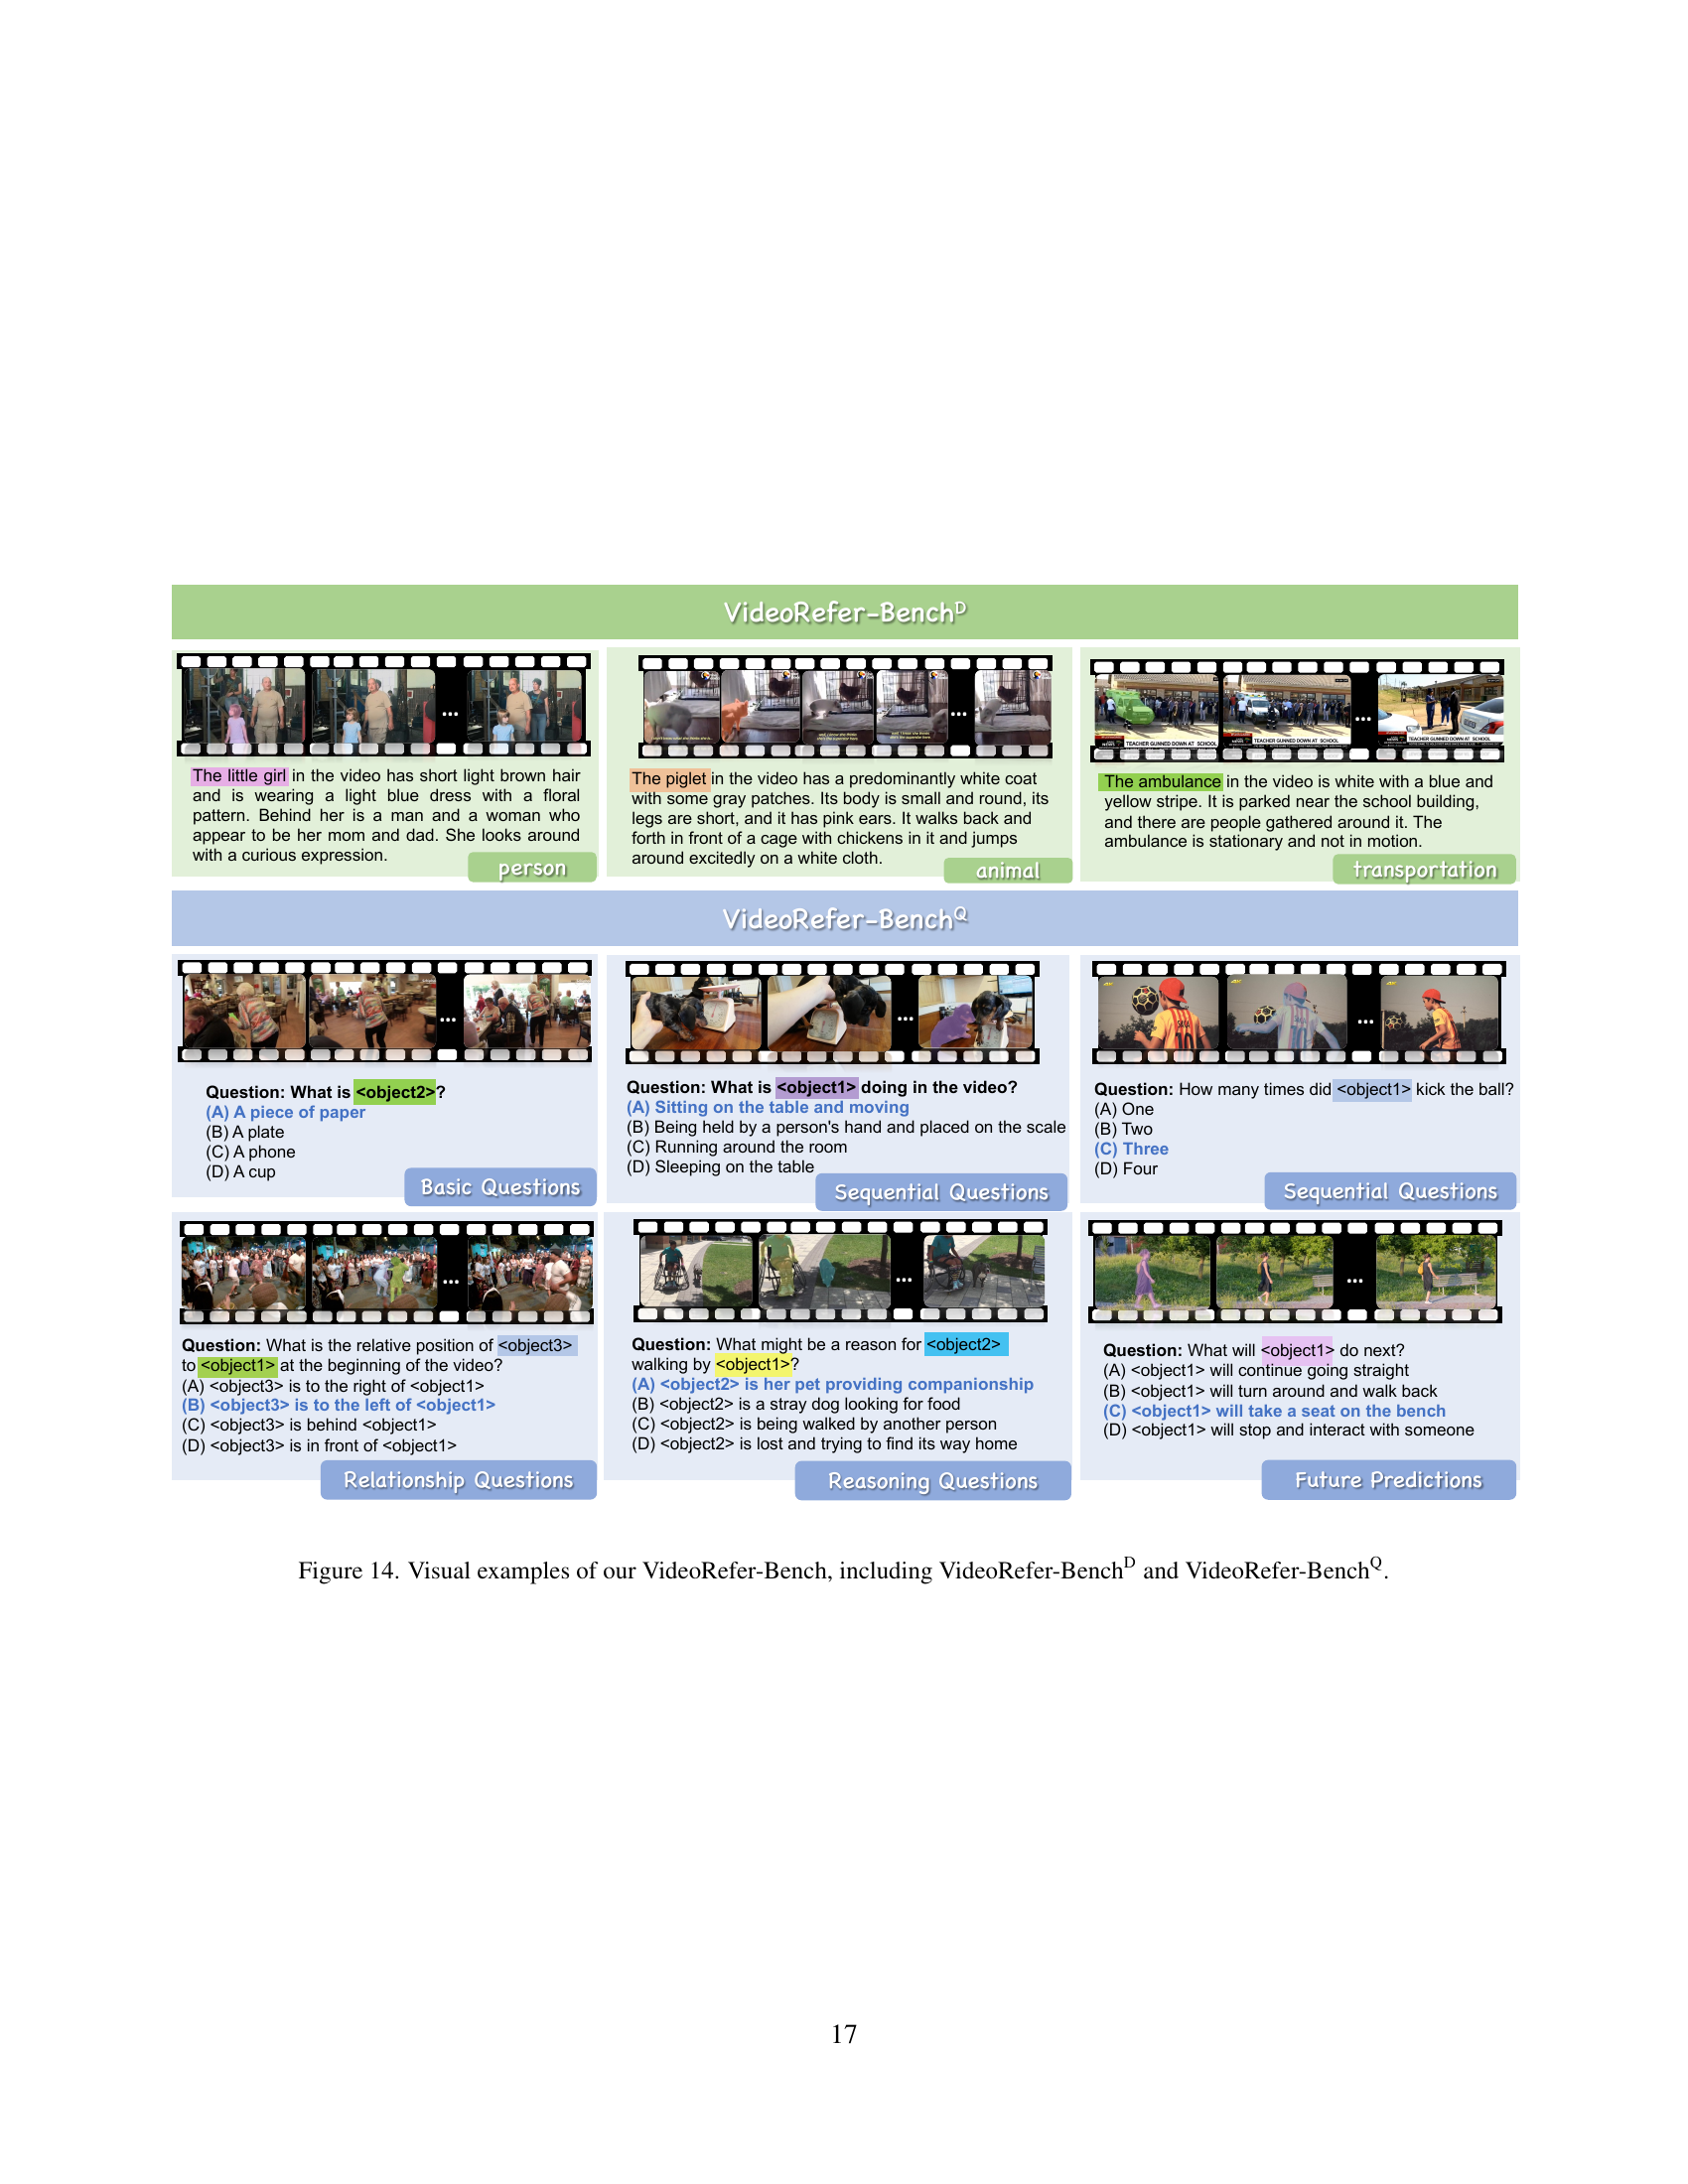 VideoRefer-Bench^D
The little girl in the video has short light brown hair
and is wearing a light blue dress with a floral
pattern. Behind her is a man and a woman who
appear to be her mom and dad. She looks around
with a curious expression.
person
The piglet in the video has a predominantly white coat
with some gray patches. Its body is small and round, its
legs are short, and it has pink ears. It walks back and
forth in front of a cage with chickens in it and jumps
around excitedly on a white cloth.
animal
TEACHER GUNNED DOWN AT SCHOOL
TEACHER GUNNED DOWN AT SCHOOL
TEACHER GUNNED DOWN AT SCHOOL
The ambulance in the video is white with a blue and
yellow stripe. It is parked near the school building,
and there are people gathered around it. The
ambulance is stationary and not in motion.
transportation
VideoRefer-Bench^Q
Question: What is <object2>?
(A) A piece of paper
(B) A plate
(C) A phone
(D) A cup
Basic Questions
Question: What is <object1> doing in the video?
(A) Sitting on the table and moving
(B) Being held by a person's hand and placed on the scale
(C) Running around the room
(D) Sleeping on the table
Sequential Questions
10
Question: How many times did <object1> kick the ball?
(A) One
(B) Two
(C) Three
(D) Four
Sequential Questions
Question: What is the relative position of <object3>
to <object1> at the beginning of the video?
(A) <object3> is to the right of <object1>
(B) <object3> is to the left of <object1>
(C) <object3> is behind <object1>
(D) <object3> is in front of <object1>
Relationship Questions
Question: What might be a reason for <object2>
walking by <object1>?
(A) <object2> is her pet providing companionship
(B) <object2> is a stray dog looking for food
(C) <object2> is being walked by another person
(D) <object2> is lost and trying to find its way home
Reasoning Questions
Question: What will <object1> do next?
(A) <object1> will continue going straight
(B) <object1> will turn around and walk back
(C) <object1> will take a seat on the bench
(D) <object1> will stop and interact with someone
Future Predictions
Figure 14. Visual examples of our VideoRefer-Bench, including VideoRefer-Bench^D and VideoRefer-Bench^Q.
17